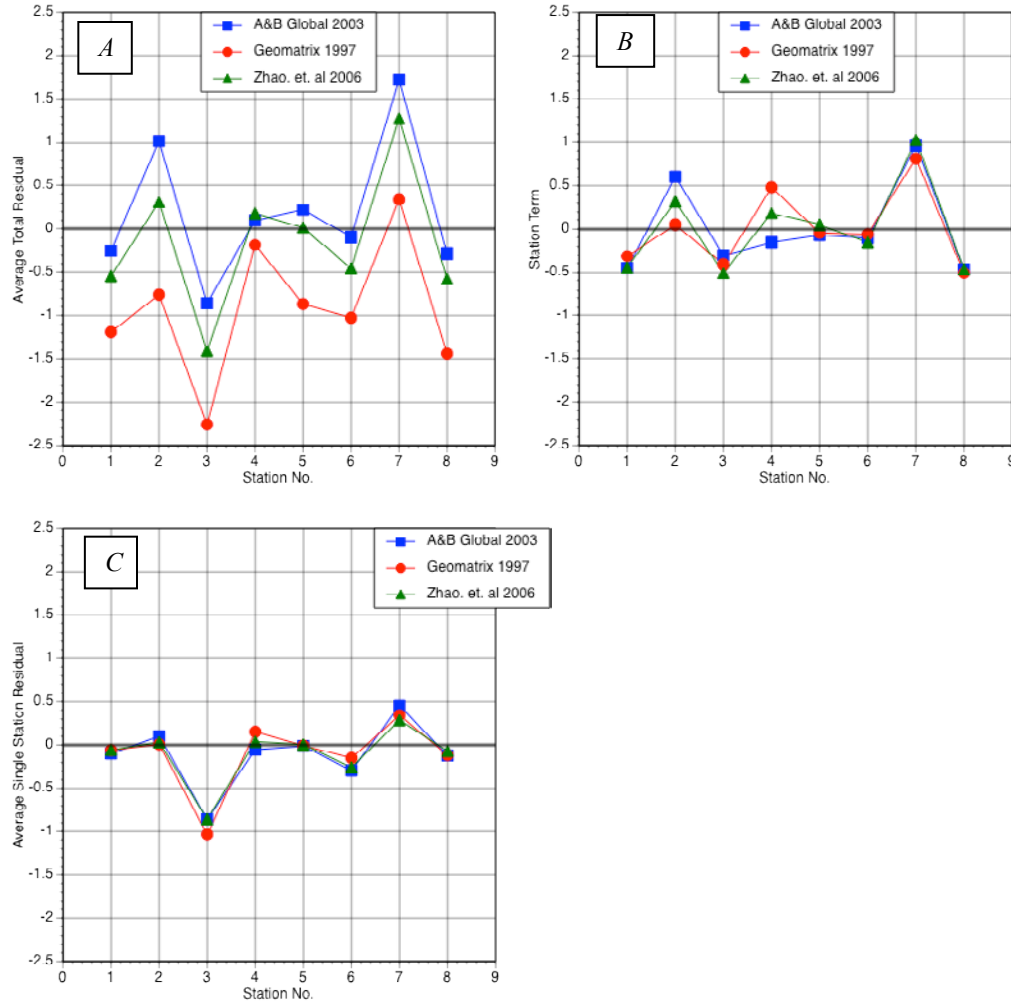 A
A&B Global 2003
Geomatrix 1997
Zhao. et. al 2006
2.5
2
1.5
1
0.5
0
-0.5
-1
-1.5
-2
-2.5
Average Total Resdual
0 1 2 3 4 5 6 7 8 9
Station No.
B
A&B Global 2003
Geomatrix 1997
Zhao. et. al 2006
2.5
2
1.5
1
0.5
0
-0.5
-1
-1.5
-2
-2.5
Station Term
0 1 2 3 4 5 6 7 8 9
Station No.
C
A&B Global 2003
Geomatrix 1997
Zhao. et. al 2006
2.5
2
1.5
1
0.5
0
-0.5
-1
-1.5
-2
-2.5
Average Single Station Residual
0 1 2 3 4 5 6 7 8 9
Station No.